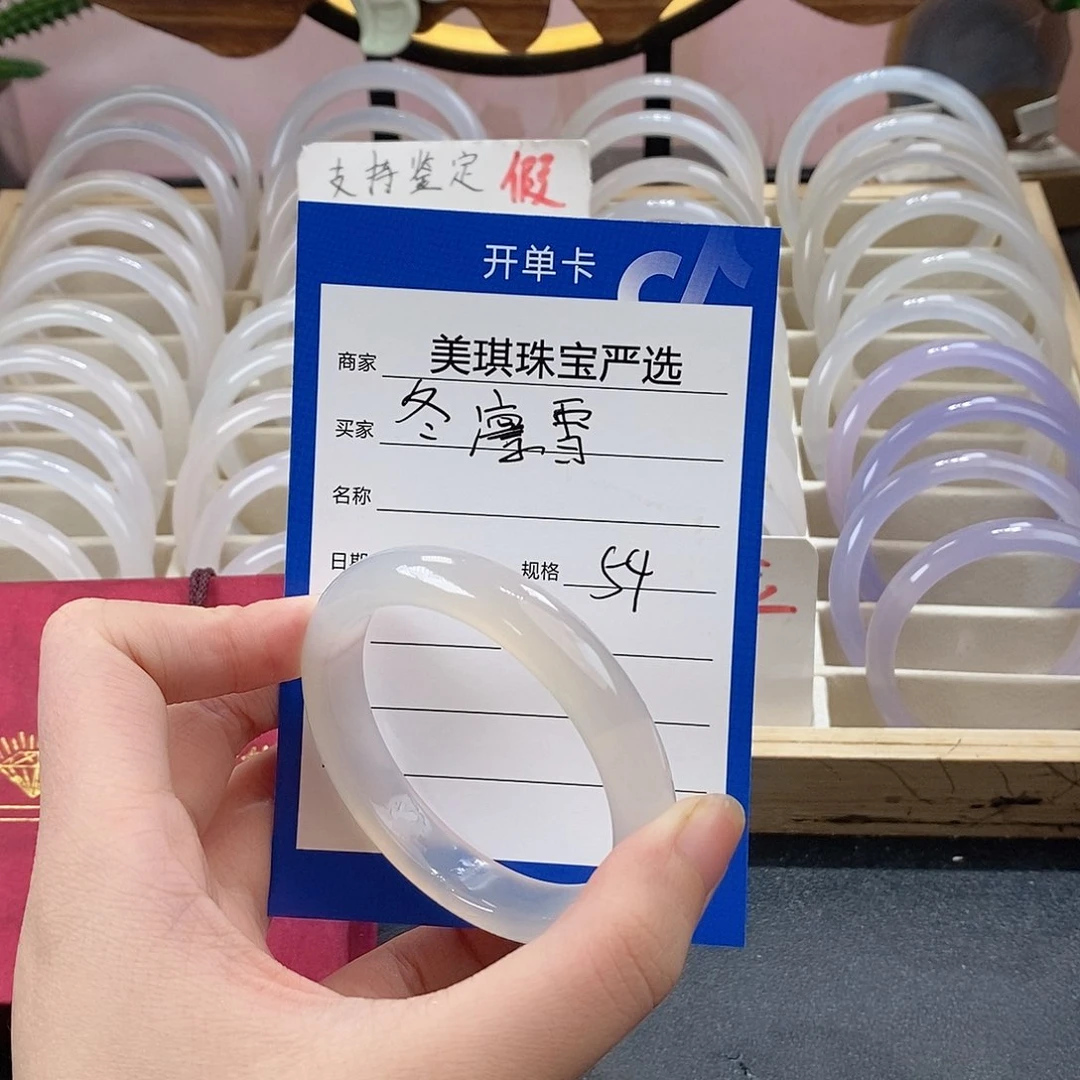 支持鉴定 假
开单卡
商家 美琪珠宝严选
买家 冬凛雪
名称
日期 规格 54